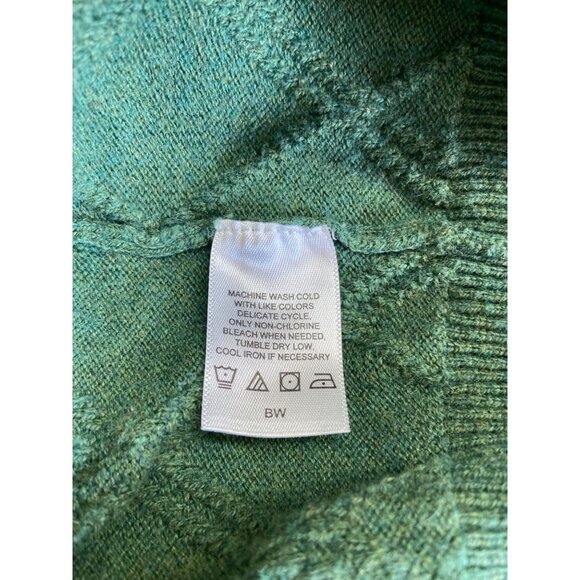 MACHINE WASH COLD
WITH LIKE COLORS
DELICATE CYCLE,
ONLY NON-CHLORINE
BLEACH WHEN NEEDED,
TUMBLE DRY LOW,
COOL IRON IF NECESSARY
BW